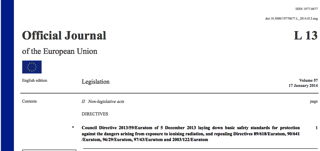 ISSN 1977-0677
doi:10.3000/19770677.L_2014.013.eng
Official Journal L 13
of the European Union
English edition Legislation Volume 57
17 January 2014
Contents II Non-legislative acts page
DIRECTIVES
* Council Directive 2013/59/Euratom of 5 December 2013 laying down basic safety standards for protection 1
against the dangers arising from exposure to ionising radiation, and repealing Directives 89/618/Euratom, 90/641
/Euratom, 96/29/Euratom, 97/43/Euratom and 2003/122/Euratom